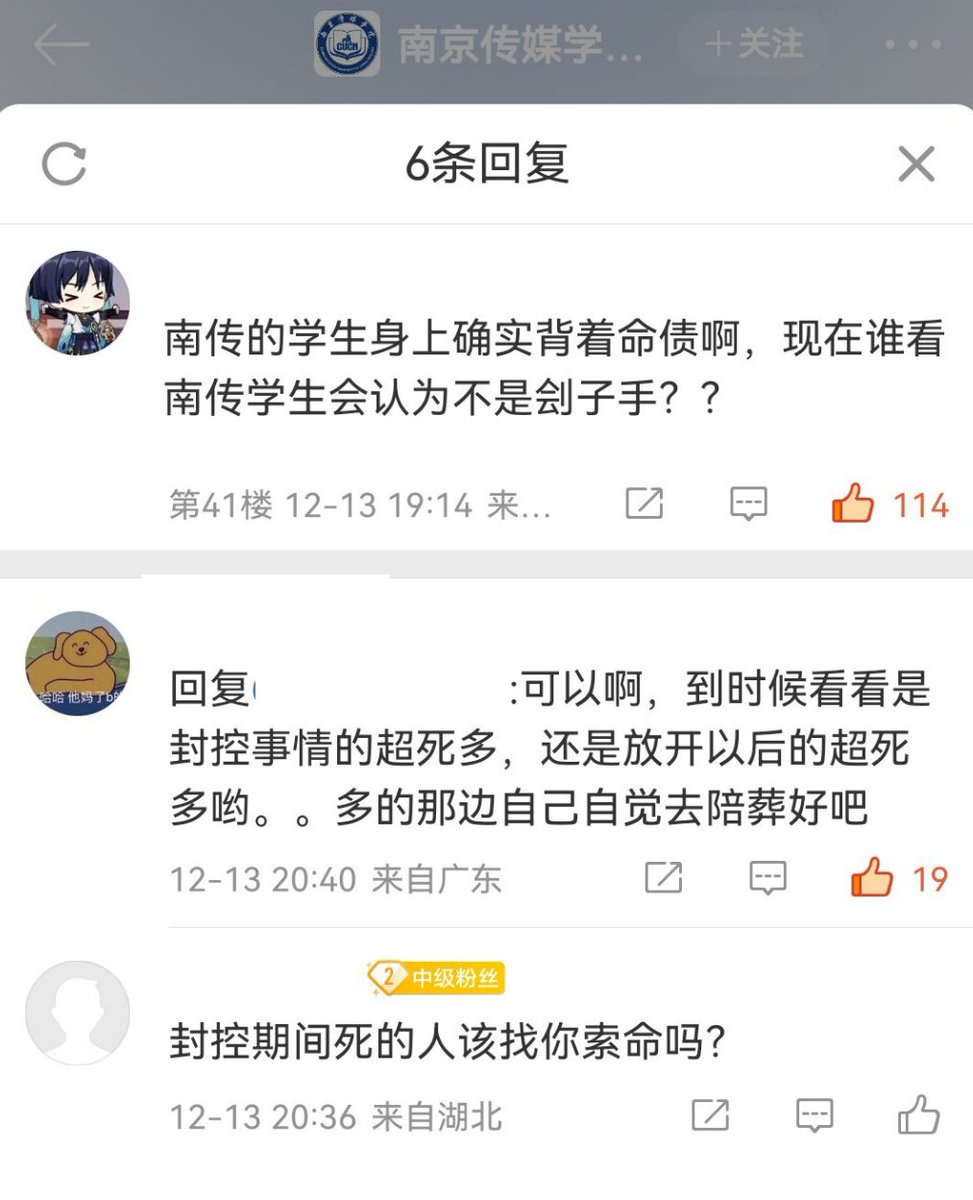 南京传媒学...
+关注
6条回复
南传的学生身上确实背着命债啊，现在谁看
南传学生会认为不是刽子手？？
第41楼 12-13 19:14 来...
114
哈哈 他妈了b的
回复 :可以啊，到时候看看是
封控事情的超死多，还是放开以后的超死
多哟。。多的那边自己自觉去陪葬好吧
12-13 20:40 来自广东
19
2 中级粉丝
封控期间死的人该找你索命吗？
12-13 20:36 来自湖北